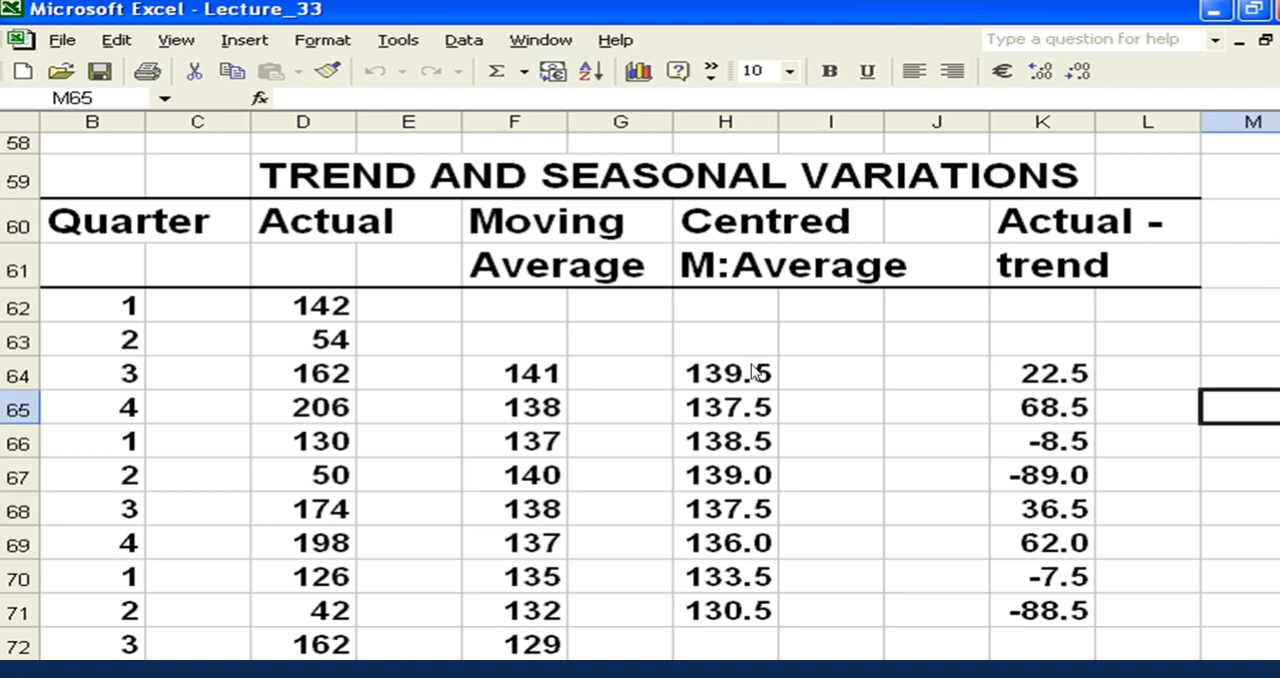 Microsoft Excel - Lecture_33
File Edit View Insert Format Tools Data Window Help Type a question for help
Σ 10 B U €
M65 fx
B C D E F G H I J K L M
58
59 TREND AND SEASONAL VARIATIONS
60 Quarter Actual Moving Centred Actual -
61 Average M:Average trend
62 1 142
63 2 54
64 3 162 141 139.5 22.5
65 4 206 138 137.5 68.5
66 1 130 137 138.5 -8.5
67 2 50 140 139.0 -89.0
68 3 174 138 137.5 36.5
69 4 198 137 136.0 62.0
70 1 126 135 133.5 -7.5
71 2 42 132 130.5 -88.5
72 3 162 129